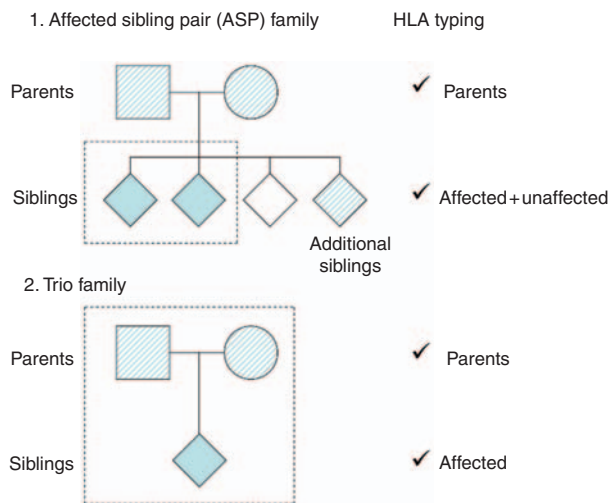 1. Affected sibling pair (ASP) family HLA typing
Parents ✓ Parents
Siblings ✓ Affected+unaffected
Additional
siblings
2. Trio family
Parents ✓ Parents
Siblings ✓ Affected